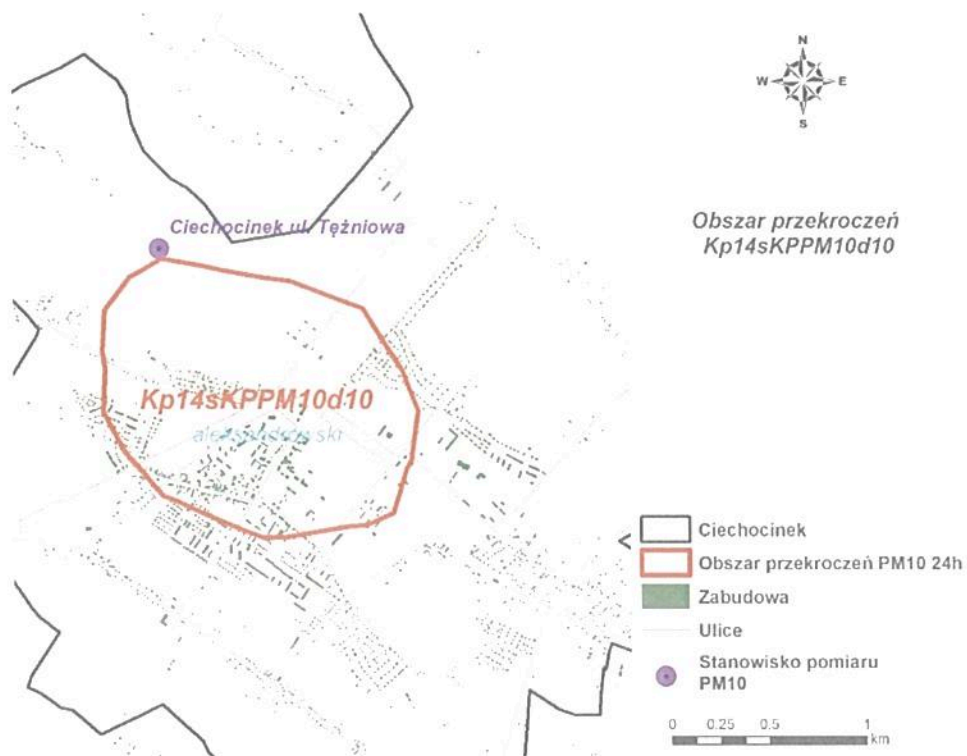 N
W E
S
Obszar przekroczeń
Kp14sKPPM10d10
Ciechocinek ul. Tężniowa
Kp14sKPPM10d10
aleksandrowski
Ciechocinek
Obszar przekroczeń PM10 24h
Zabudowa
Ulice
Stanowisko pomiaru
PM10
0 0.25 0.5 1
km